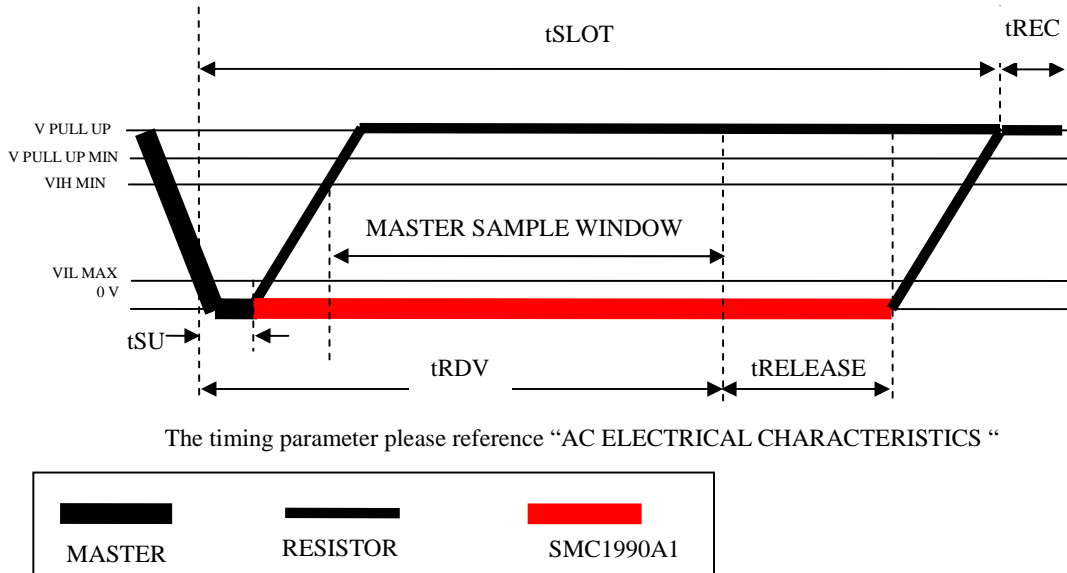 tSLOT
tREC
V PULL UP
V PULL UP MIN
VIH MIN
MASTER SAMPLE WINDOW
VIL MAX
0 V
tSU
tRDV
tRELEASE
The timing parameter please reference “AC ELECTRICAL CHARACTERISTICS “
MASTER
RESISTOR
SMC1990A1